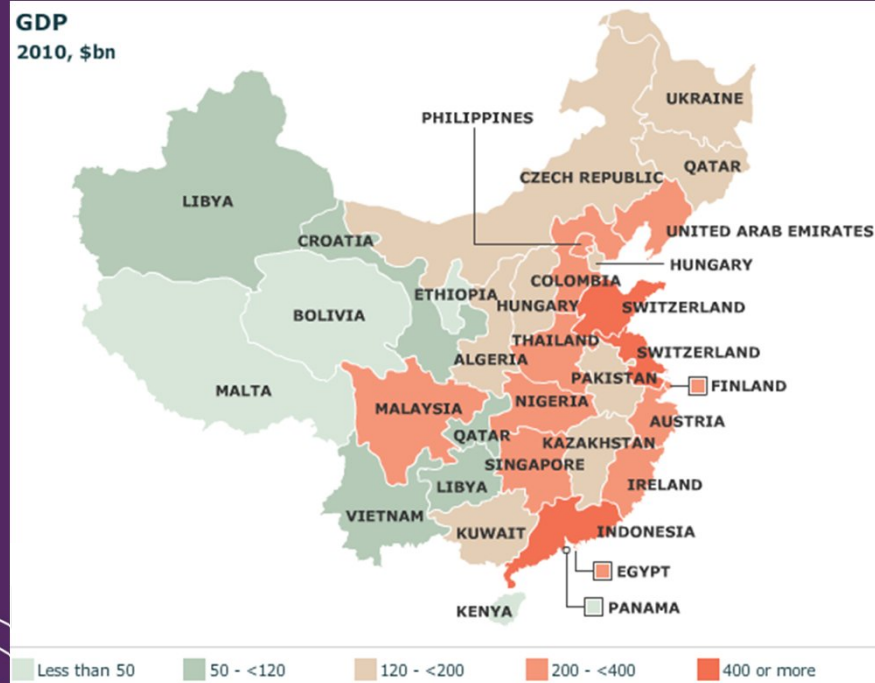 GDP
2010, $bn
UKRAINE
PHILIPPINES
QATAR
CZECH REPUBLIC
LIBYA
UNITED ARAB EMIRATES
CROATIA
HUNGARY
COLOMBIA
ETHIOPIA
HUNGARY
SWITZERLAND
BOLIVIA
THAILAND
SWITZERLAND
ALGERIA
PAKISTAN
FINLAND
MALTA
NIGERIA
MALAYSIA
AUSTRIA
QATAR
KAZAKHSTAN
SINGAPORE
LIBYA
IRELAND
VIETNAM
KUWAIT
INDONESIA
EGYPT
KENYA
PANAMA
Less than 50
50 - <120
120 - <200
200 - <400
400 or more